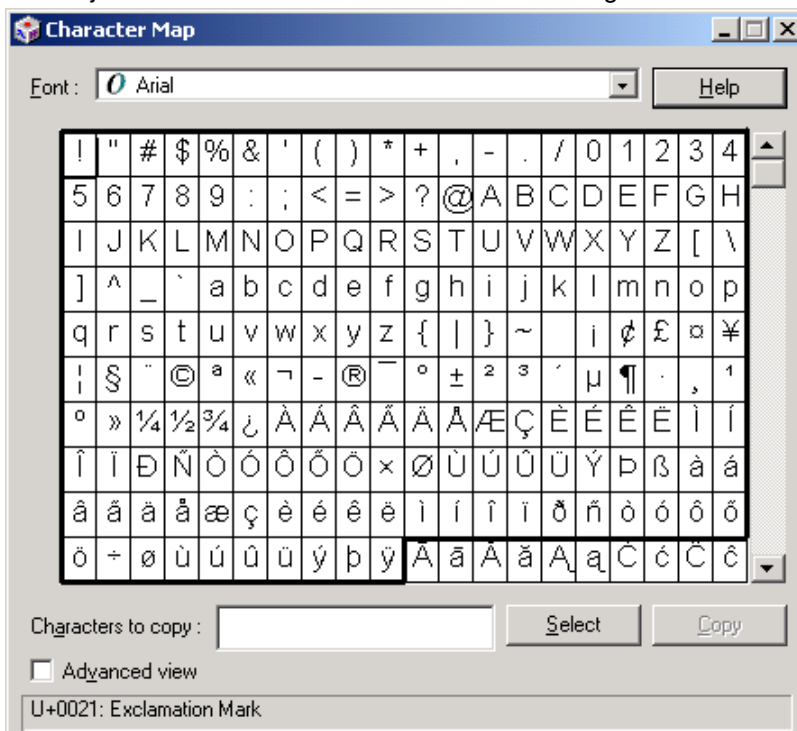 Character Map
Font : O Arial Help
! " # $ % & ' ( ) * + , - . / 0 1 2 3 4
5 6 7 8 9 : ; < = > ? @ A B C D E F G H
I J K L M N O P Q R S T U V W X Y Z [ \
] ^ _ ` a b c d e f g h i j k l m n o p
q r s t u v w x y z { | } ~ ¡ ¢ £ ¤ ¥
¦ § ¨ © ª « ¬ - ® ¯ ° ± ² ³ ´ µ ¶ · ¸ ¹
º » ¼ ½ ¾ ¿ À Á Â Ã Ä Å Æ Ç È É Ê Ë Ì Í
Î Ï Ð Ñ Ò Ó Ô Õ Ö × Ø Ù Ú Û Ü Ý Þ ß à á
â ã ä å æ ç è é ê ë ì í î ï ð ñ ò ó ô õ
ö ÷ ø ù ú û ü ý þ ÿ Ā ā Ă ă Ą ą Ć ć Ĉ ĉ
Characters to copy : Select Copy
Advanced view
U+0021: Exclamation Mark